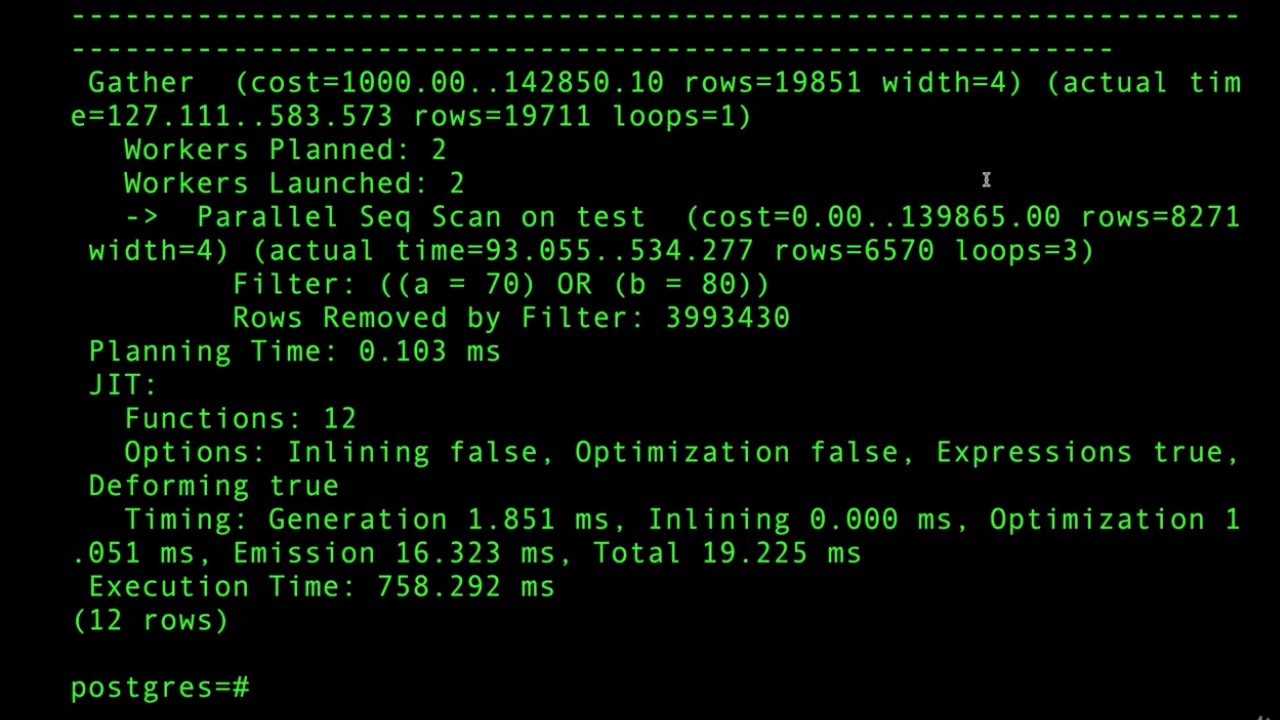 -----------------------------------------------------------------
----------------------------------------------------------
 Gather  (cost=1000.00..142850.10 rows=19851 width=4) (actual tim
e=127.111..583.573 rows=19711 loops=1)
   Workers Planned: 2
   Workers Launched: 2
   ->  Parallel Seq Scan on test  (cost=0.00..139865.00 rows=8271
 width=4) (actual time=93.055..534.277 rows=6570 loops=3)
         Filter: ((a = 70) OR (b = 80))
         Rows Removed by Filter: 3993430
 Planning Time: 0.103 ms
 JIT:
   Functions: 12
   Options: Inlining false, Optimization false, Expressions true,
 Deforming true
   Timing: Generation 1.851 ms, Inlining 0.000 ms, Optimization 1
.051 ms, Emission 16.323 ms, Total 19.225 ms
 Execution Time: 758.292 ms
(12 rows)
postgres=#